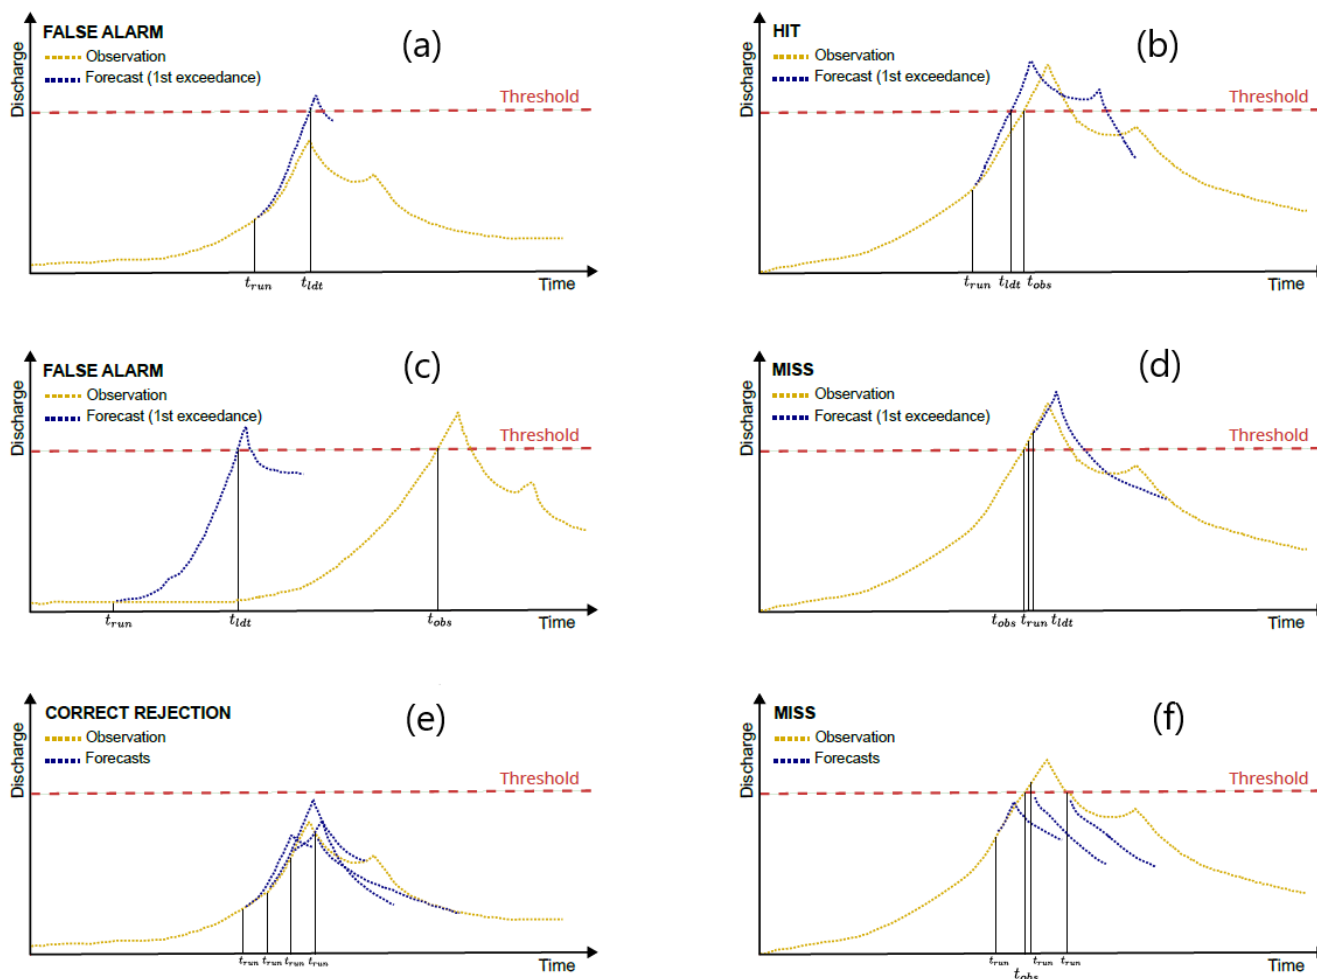 FALSE ALARM
(a)
Observation
Forecast (1st exceedance)
Threshold
Discharge
t_run t_ldt
Time
HIT
(b)
Observation
Forecast (1st exceedance)
Threshold
Discharge
t_run t_ldt t_obs
Time
FALSE ALARM
(c)
Observation
Forecast (1st exceedance)
Threshold
Discharge
t_run t_ldt t_obs
Time
MISS
(d)
Observation
Forecast (1st exceedance)
Threshold
Discharge
t_obs t_run t_ldt
Time
CORRECT REJECTION
(e)
Observation
Forecasts
Threshold
Discharge
t_run t_run t_run t_run
Time
MISS
(f)
Observation
Forecasts
Threshold
Discharge
t_run t_run t_run
t_obs
Time